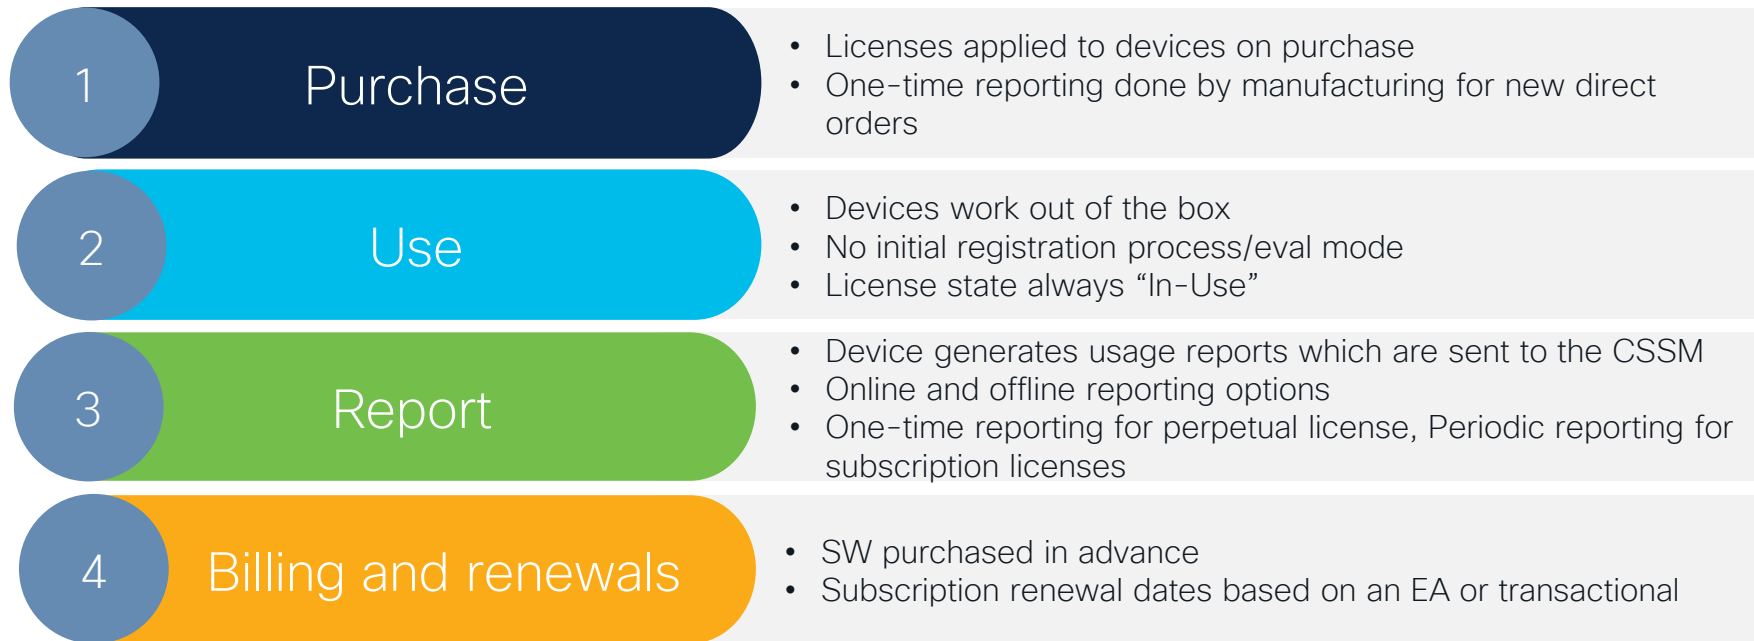 1
Purchase
• Licenses applied to devices on purchase
• One-time reporting done by manufacturing for new direct
orders
2
Use
• Devices work out of the box
• No initial registration process/eval mode
• License state always “In-Use”
3
Report
• Device generates usage reports which are sent to the CSSM
• Online and offline reporting options
• One-time reporting for perpetual license, Periodic reporting for
subscription licenses
4
Billing and renewals
• SW purchased in advance
• Subscription renewal dates based on an EA or transactional